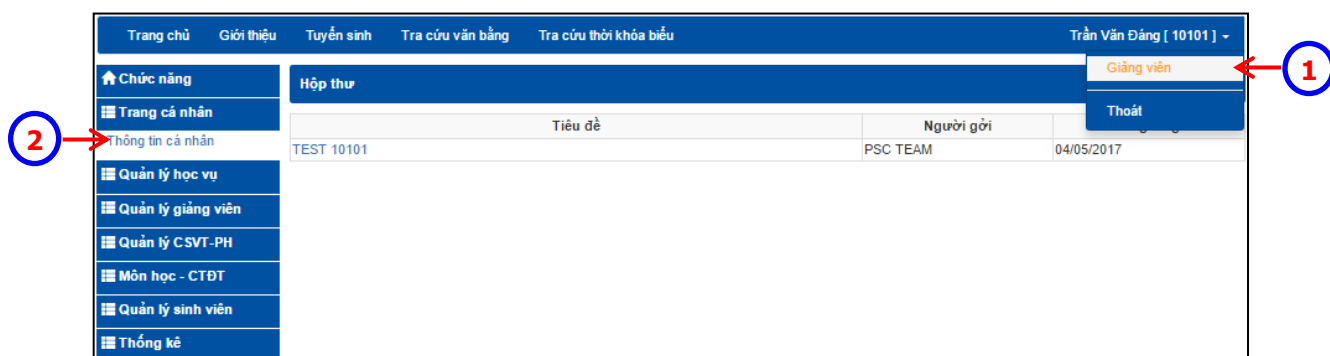 Trang chủ Giới thiệu Tuyển sinh Tra cứu văn bằng Tra cứu thời khóa biểu Trần Văn Đáng [ 10101 ]
Giảng viên
1
Thoát
Chức năng
Hộp thư
Trang cá nhân
2
Thông tin cá nhân
Tiêu đề Người gởi
TEST 10101 PSC TEAM 04/05/2017
Quản lý học vụ
Quản lý giảng viên
Quản lý CSVT-PH
Môn học - CTĐT
Quản lý sinh viên
Thống kê